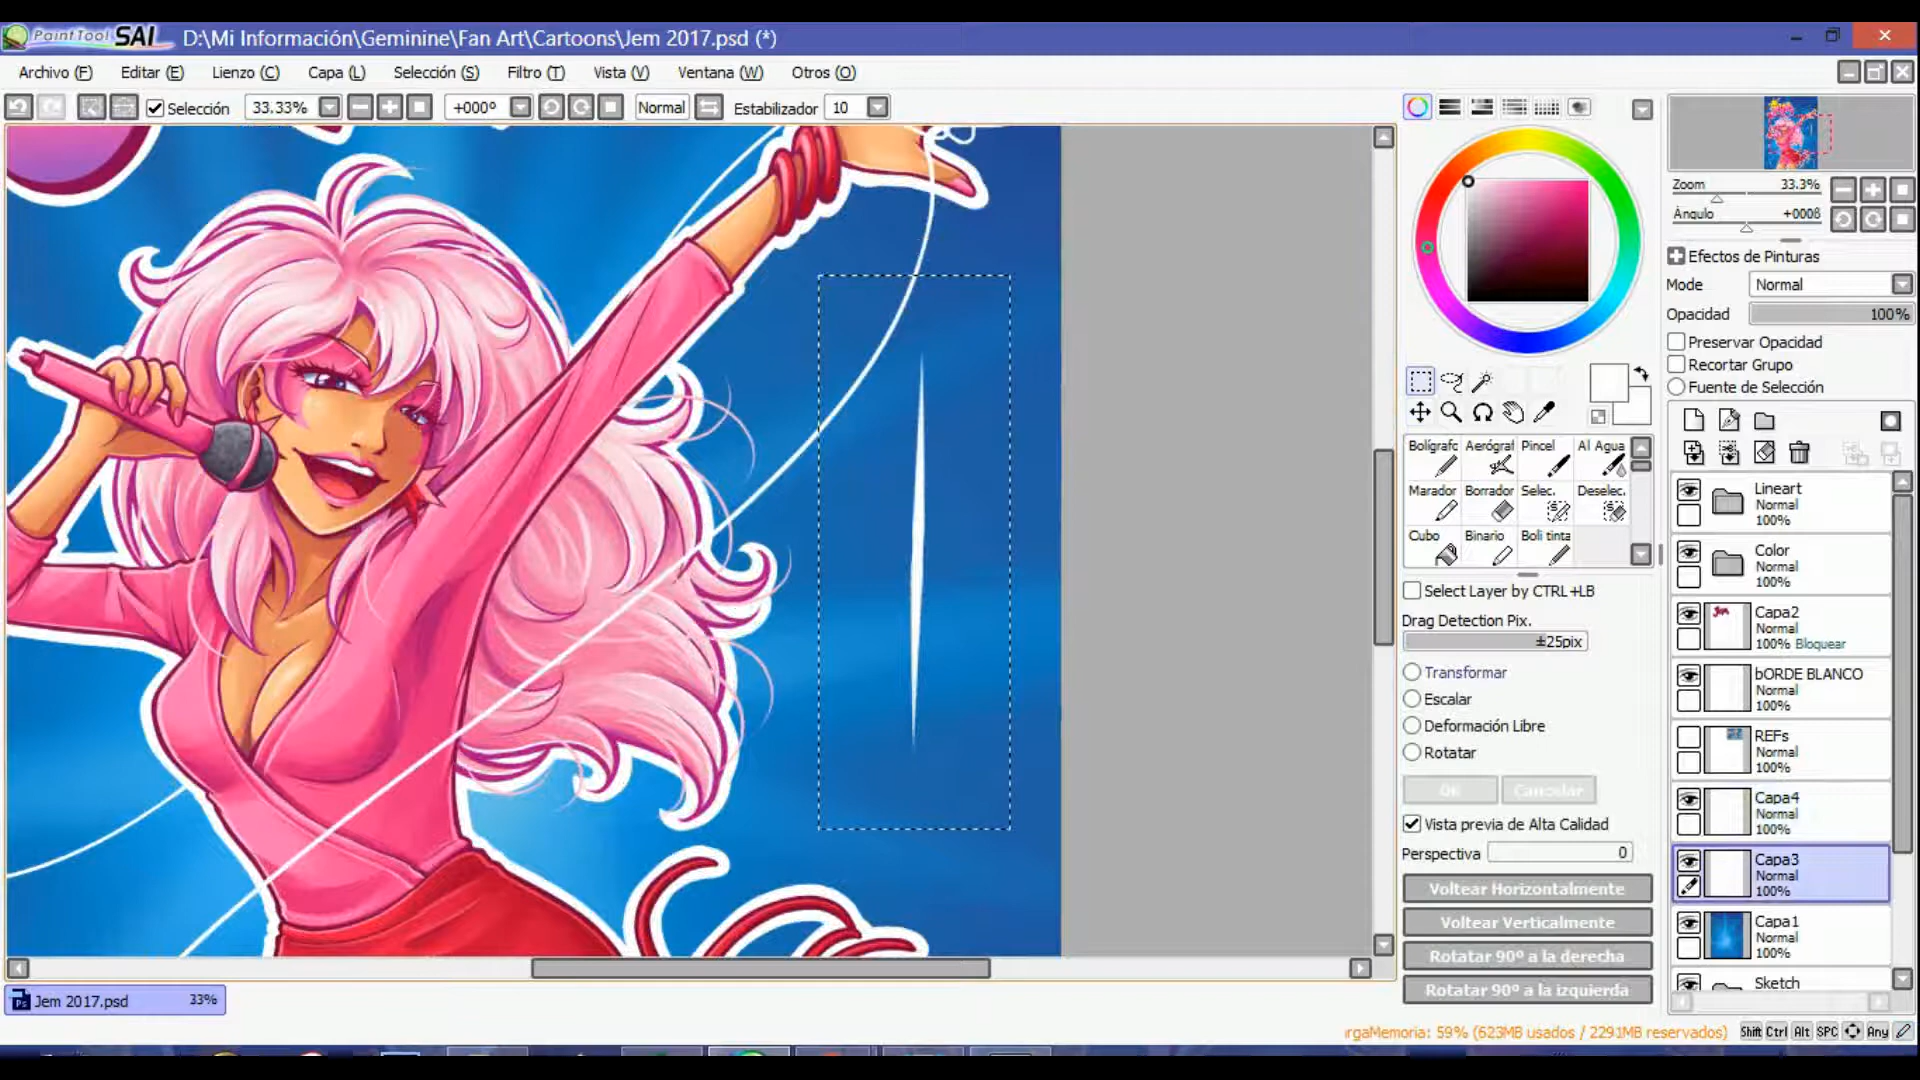 PaintTool SAI D:\Mi Información\Geminine\Fan Art\Cartoons\Jem 2017.psd (*)
Archivo (F) Editar (E) Lienzo (C) Capa (L) Selección (S) Filtro (T) Vista (V) Ventana (W) Otros (O)
Selección 33.33% +000º Normal Estabilizador 10
Zoom 33.3%
Ángulo +0008
Efectos de Pinturas
Mode Normal
Opacidad 100%
Preservar Opacidad
Recortar Grupo
Fuente de Selección
Bolígrafo Aerógraf Pincel Al Agua
Marador Borrador Selec. Deselec.
Cubo Binario Boli tinta
Select Layer by CTRL+LB
Drag Detection Pix.
±25pix
Transformar
Escalar
Deformación Libre
Rotatar
OK Cancelar
Vista previa de Alta Calidad
Perspectiva 0
Voltear Horizontalmente
Voltear Verticalmente
Rotatar 90º a la derecha
Rotatar 90º a la izquierda
Lineart
Normal
100%
Color
Normal
100%
Capa2
Normal
100% Bloquear
bORDE BLANCO
Normal
100%
REFs
Normal
100%
Capa4
Normal
100%
Capa3
Normal
100%
Capa1
Normal
100%
Sketch
Jem 2017.psd 33%
rgaMemoria: 59% (623MB usados / 2291MB reservados) Shift Ctrl Alt SPC Any